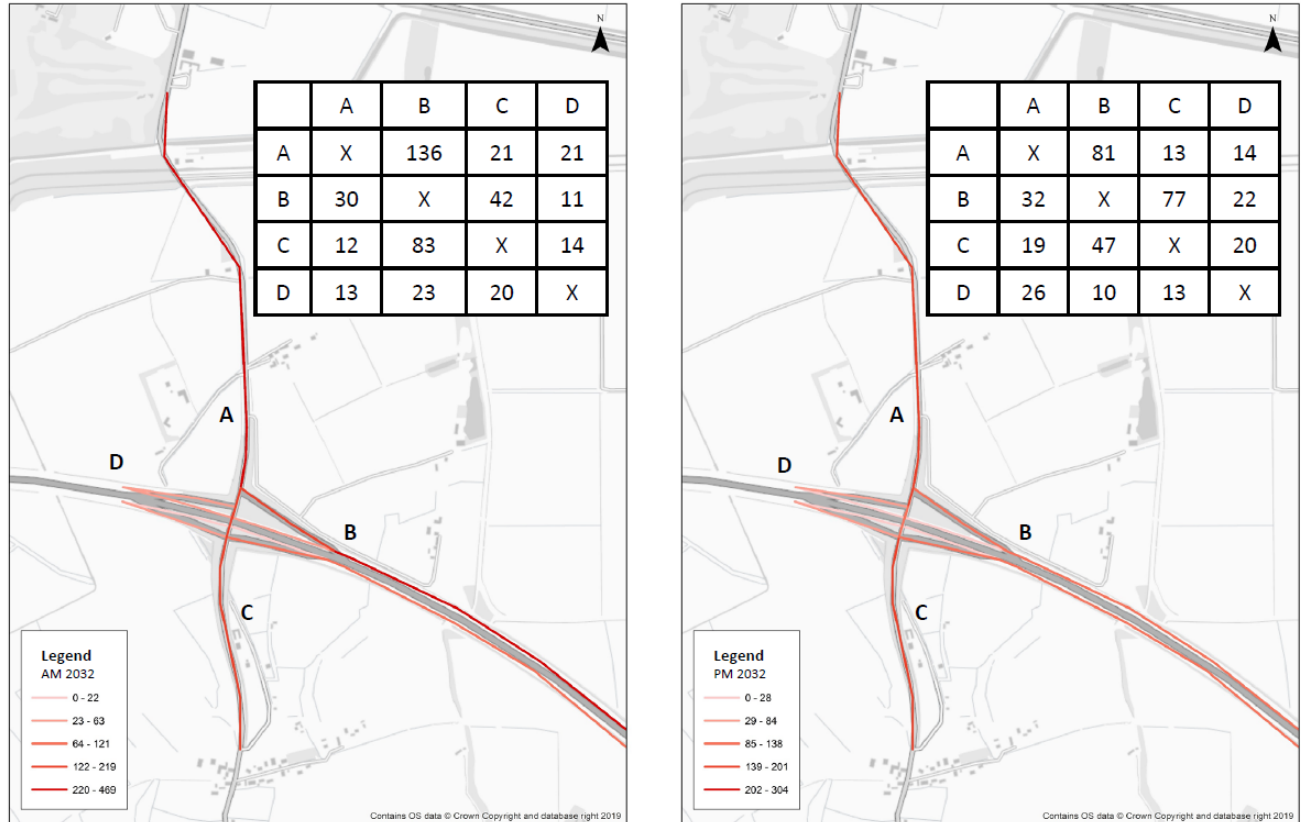 N
A B C D
A X 136 21 21
B 30 X 42 11
C 12 83 X 14
D 13 23 20 X
A
D
B
C
Legend
AM 2032
0 - 22
23 - 63
64 - 121
122 - 219
220 - 469
Contains OS data © Crown Copyright and database right 2019
N
A B C D
A X 81 13 14
B 32 X 77 22
C 19 47 X 20
D 26 10 13 X
A
D
B
C
Legend
PM 2032
0 - 28
29 - 84
85 - 138
139 - 201
202 - 304
Contains OS data © Crown Copyright and database right 2019